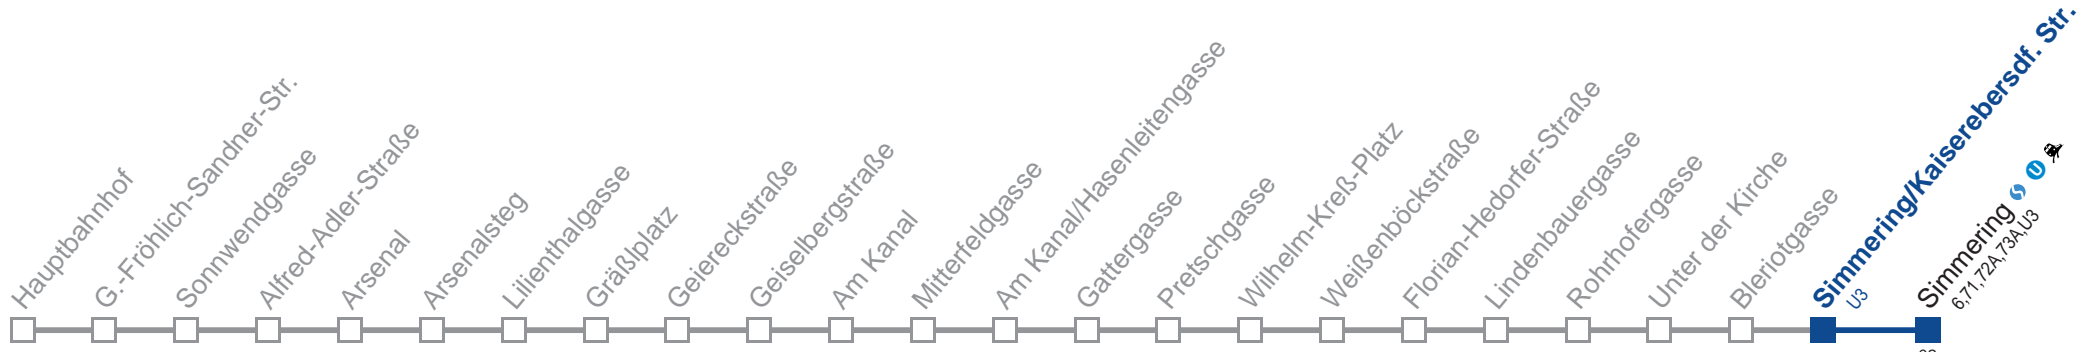 Hauptbahnhof
G.-Fröhlich-Sandner-Str.
Sonnwendgasse
Alfred-Adler-Straße
Arsenal
Arsenalsteg
Lilienthalgasse
Gräßlplatz
Geiereckstraße
Geiselbergstraße
Am Kanal
Mitterfeldgasse
Am Kanal/Hasenleitengasse
Gattergasse
Pretschgasse
Wilhelm-Kreß-Platz
Weißenböckstraße
Florian-Hedorfer-Straße
Lindenbauergasse
Rohrhofergasse
Unter der Kirche
Bleriotgasse
Simmering/Kaiserebersdf. Str.
U3
Simmering S U
6,71,72A,73A,U3